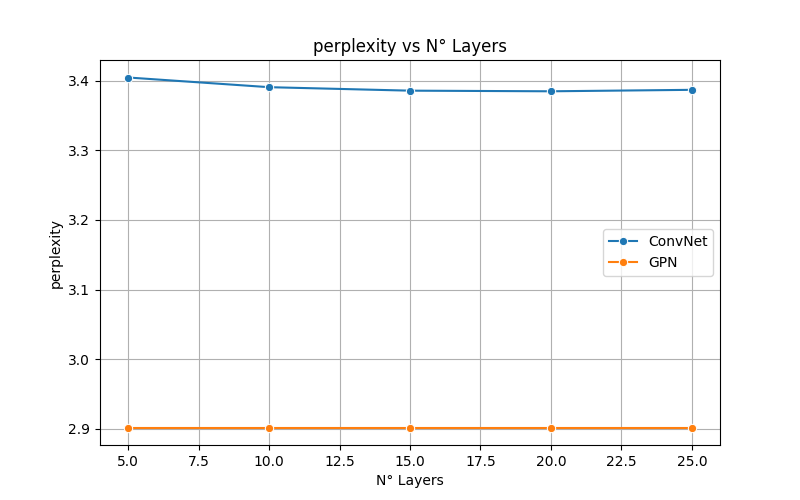 perplexity vs N° Layers
3.4
3.3
3.2
3.1
3.0
2.9
perplexity
ConvNet
GPN
5.0 7.5 10.0 12.5 15.0 17.5 20.0 22.5 25.0
N° Layers